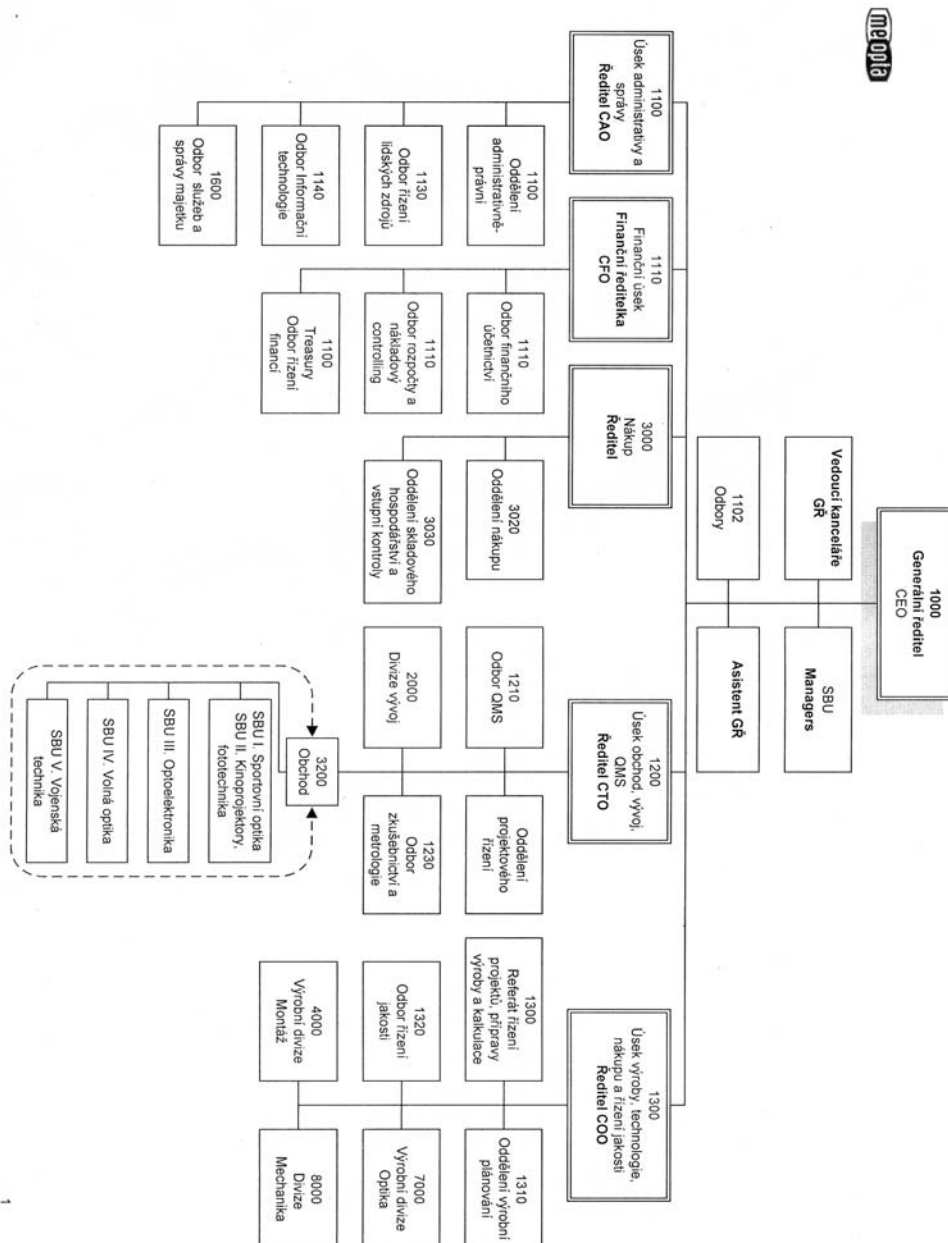 meopta
1000
Generální ředitel
CEO
Vedoucí kanceláře
GŘ
SBU
Managers
1102
Odbory
Asistent GŘ
1100
Úsek administrativy a
správy
Ředitel CAO
1110
Finanční úsek
Finanční ředitelka
CFO
3000
Nákup
Ředitel
1200
Úsek obchod, vývoj,
QMS
Ředitel CTO
1300
Úsek výroby, technologie,
nákupu a řízení jakosti
Ředitel COO
1100
Oddělení
administrativně-
právní
1130
Odbor řízení
lidských zdrojů
1140
Odbor Informační
technologie
1600
Odbor služeb a
správy majetku
1110
Odbor finančního
účetnictví
1110
Odbor rozpočty a
nákladový
controlling
1100
Treasury
Odbor řízení
financí
3020
Oddělení nákupu
3030
Oddělení skladového
hospodářství a
vstupní kontroly
1210
Odbor QMS
Oddělení
projektového
řízení
2000
Divize vývoj
1230
Odbor
zkušebnictví a
metrologie
3200
Obchod
SBU I. Sportovní optika
SBU II. Kinoprojektory,
fototechnika
SBU III. Optoelektronika
SBU IV. Volná optika
SBU V. Vojenská
technika
1300
Referát řízení
projektů, přípravy
výroby a kalkulace
1310
Oddělení výrobní
plánování
1320
Odbor řízení
jakosti
7000
Výrobní divize
Optika
4000
Výrobní divize
Montáž
8000
Divize
Mechanika
1